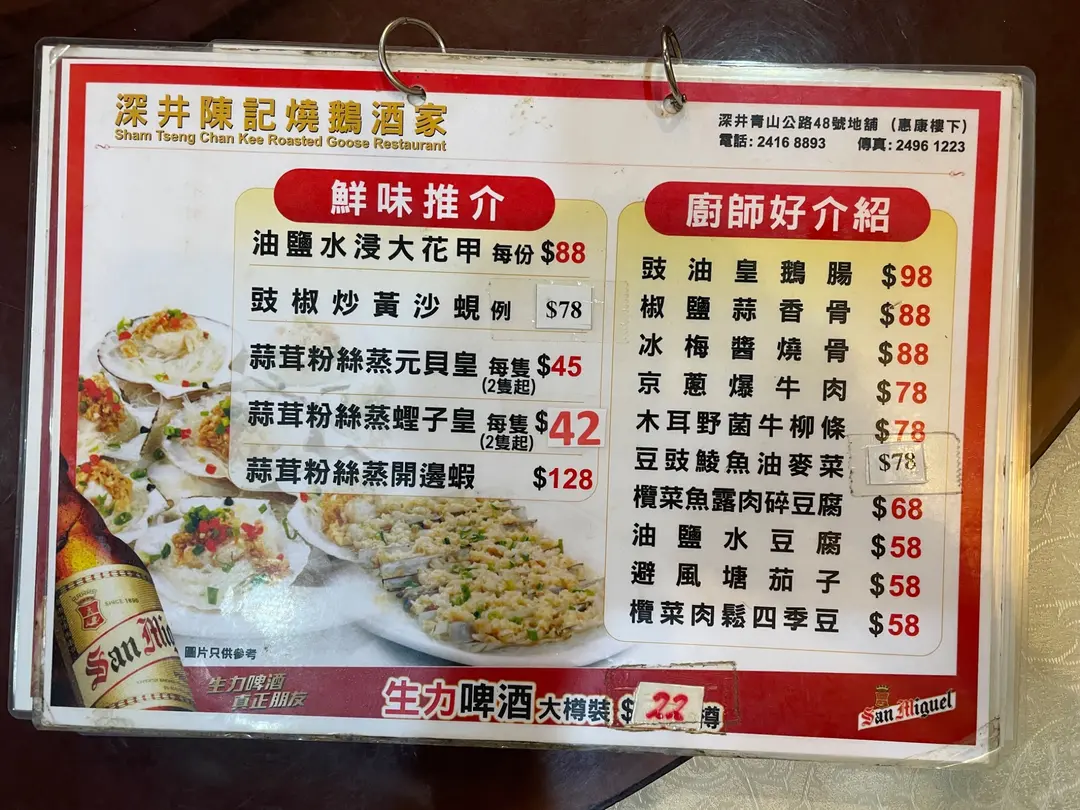 深井陳記燒鵝酒家
Sham Tseng Chan Kee Roasted Goose Restaurant
深井青山公路48號地舖 (惠康樓下)
電話: 2416 8893 傳真: 2496 1223
鮮味推介
油鹽水浸大花甲 每份 $88
豉椒炒黃沙蜆 例 $78
蒜茸粉絲蒸元貝皇 每隻 $45
(2隻起)
蒜茸粉絲蒸蟶子皇 每隻 $42
(2隻起)
蒜茸粉絲蒸開邊蝦 $128
廚師好介紹
豉油皇鵝腸 $98
椒鹽蒜香骨 $88
冰梅醬燒骨 $88
京蔥爆牛肉 $78
木耳野菌牛柳條 $78
豆豉鯪魚油麥菜 $78
欖菜魚露肉碎豆腐 $68
油鹽水豆腐 $58
避風塘茄子 $58
欖菜肉鬆四季豆 $58
SINCE 1890
San Mig
圖片只供參考
生力啤酒
真正朋友
生力啤酒 大樽裝 $22 樽
San Miguel